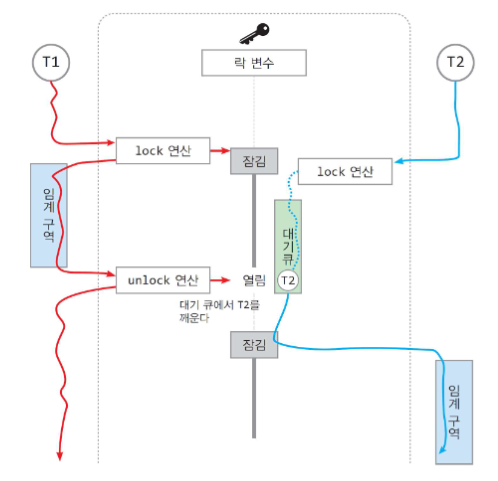 T1
락 변수
T2
lock 연산
잠김
lock 연산
임계 구역
대기 큐
T2
unlock 연산
열림
대기 큐에서 T2를
깨운다
잠김
임계 구역